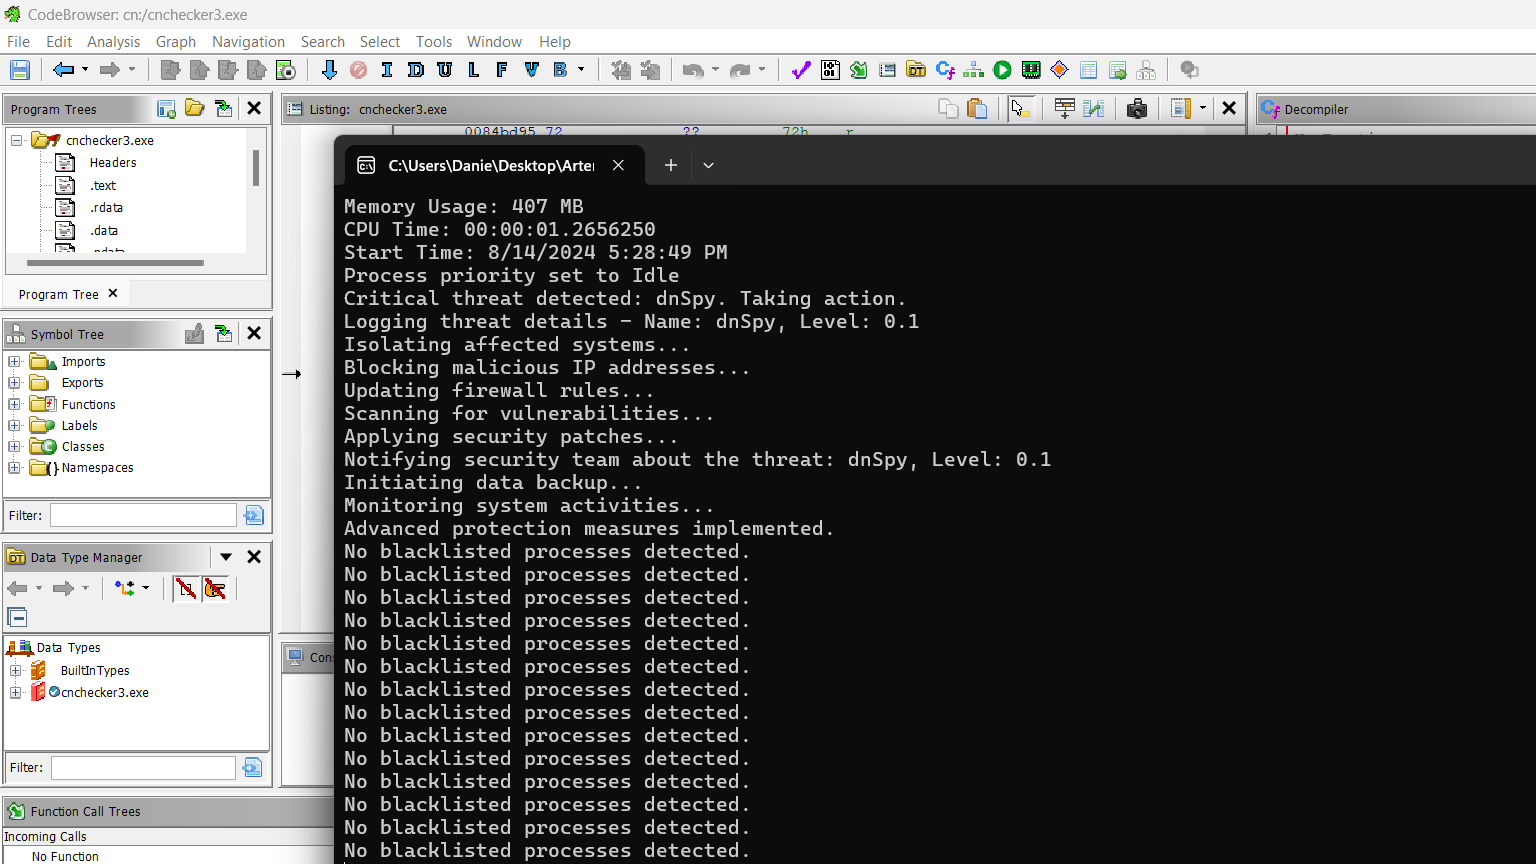 CodeBrowser: cn:/cnchecker3.exe
File Edit Analysis Graph Navigation Search Select Tools Window Help
I D U L F V B
Program Trees
cnchecker3.exe
Headers
.text
.rdata
.data
Program Tree
Symbol Tree
Imports
Exports
Functions
Labels
Classes
Namespaces
Filter:
Data Type Manager
Data Types
BuiltInTypes
cnchecker3.exe
Filter:
Function Call Trees
Incoming Calls
No Function
Listing: cnchecker3.exe
0084bd95 72 ?? 72h r
Decompiler
Cons
C:\Users\Danie\Desktop\Arte
Memory Usage: 407 MB
CPU Time: 00:00:01.2656250
Start Time: 8/14/2024 5:28:49 PM
Process priority set to Idle
Critical threat detected: dnSpy. Taking action.
Logging threat details - Name: dnSpy, Level: 0.1
Isolating affected systems...
Blocking malicious IP addresses...
Updating firewall rules...
Scanning for vulnerabilities...
Applying security patches...
Notifying security team about the threat: dnSpy, Level: 0.1
Initiating data backup...
Monitoring system activities...
Advanced protection measures implemented.
No blacklisted processes detected.
No blacklisted processes detected.
No blacklisted processes detected.
No blacklisted processes detected.
No blacklisted processes detected.
No blacklisted processes detected.
No blacklisted processes detected.
No blacklisted processes detected.
No blacklisted processes detected.
No blacklisted processes detected.
No blacklisted processes detected.
No blacklisted processes detected.
No blacklisted processes detected.
No blacklisted processes detected.